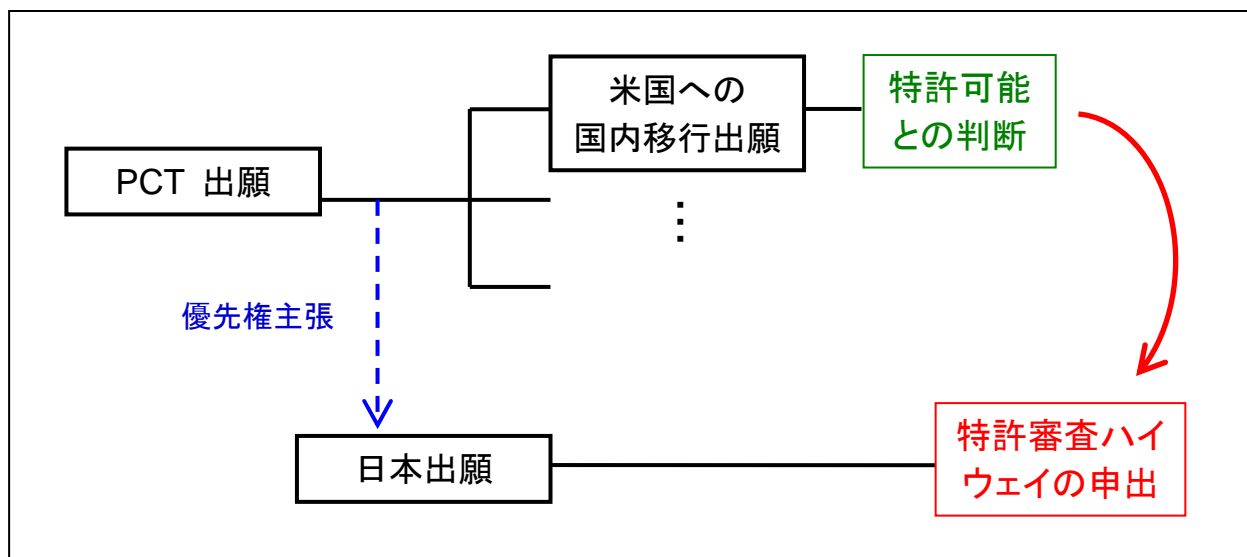 米国への
国内移行出願
特許可能
との判断
PCT 出願
⋮
優先権主張
日本出願
特許審査ハイ
ウェイの申出